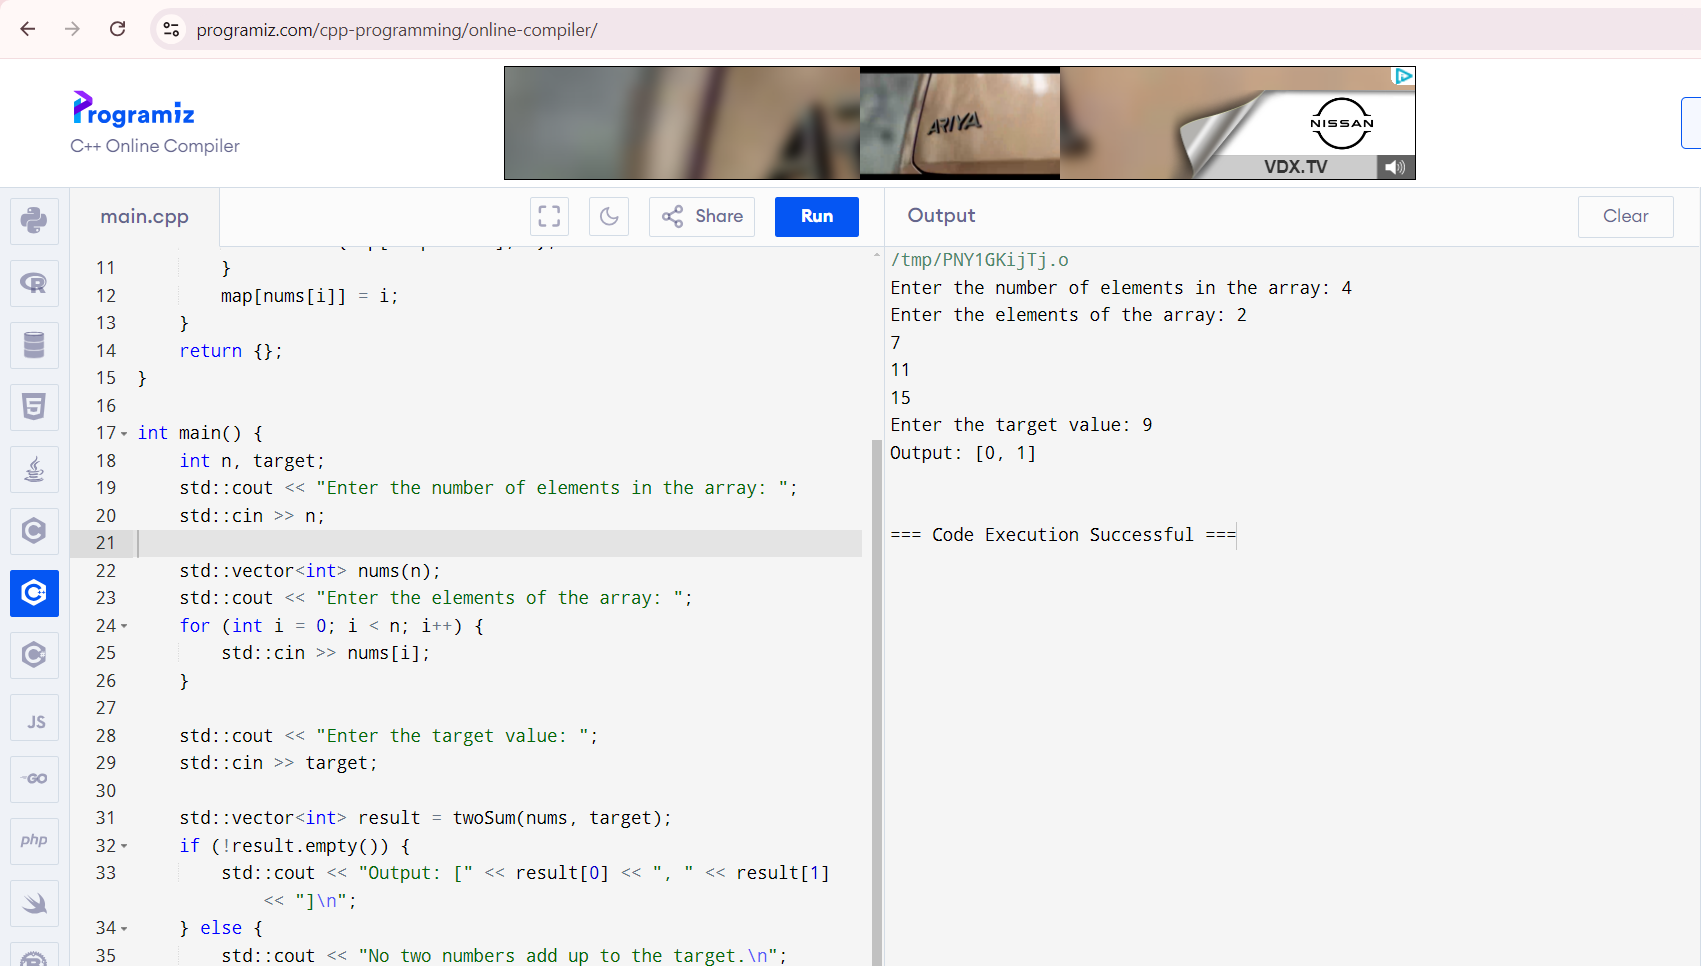 programiz.com/cpp-programming/online-compiler/
Programiz
C++ Online Compiler
ARIYA
NISSAN
VDX.TV
main.cpp
Share
Run
Output
Clear
11 }
12 map[nums[i]] = i;
13 }
14 return {};
15 }
16
17 int main() {
18 int n, target;
19 std::cout << "Enter the number of elements in the array: ";
20 std::cin >> n;
21
22 std::vector<int> nums(n);
23 std::cout << "Enter the elements of the array: ";
24 for (int i = 0; i < n; i++) {
25 std::cin >> nums[i];
26 }
27
28 std::cout << "Enter the target value: ";
29 std::cin >> target;
30
31 std::vector<int> result = twoSum(nums, target);
32 if (!result.empty()) {
33 std::cout << "Output: [" << result[0] << ", " << result[1]
<< "]\n";
34 } else {
35 std::cout << "No two numbers add up to the target.\n";
/tmp/PNY1GKijTj.o
Enter the number of elements in the array: 4
Enter the elements of the array: 2
7
11
15
Enter the target value: 9
Output: [0, 1]
=== Code Execution Successful ===
R
5
C
C+
C
JS
GO
php